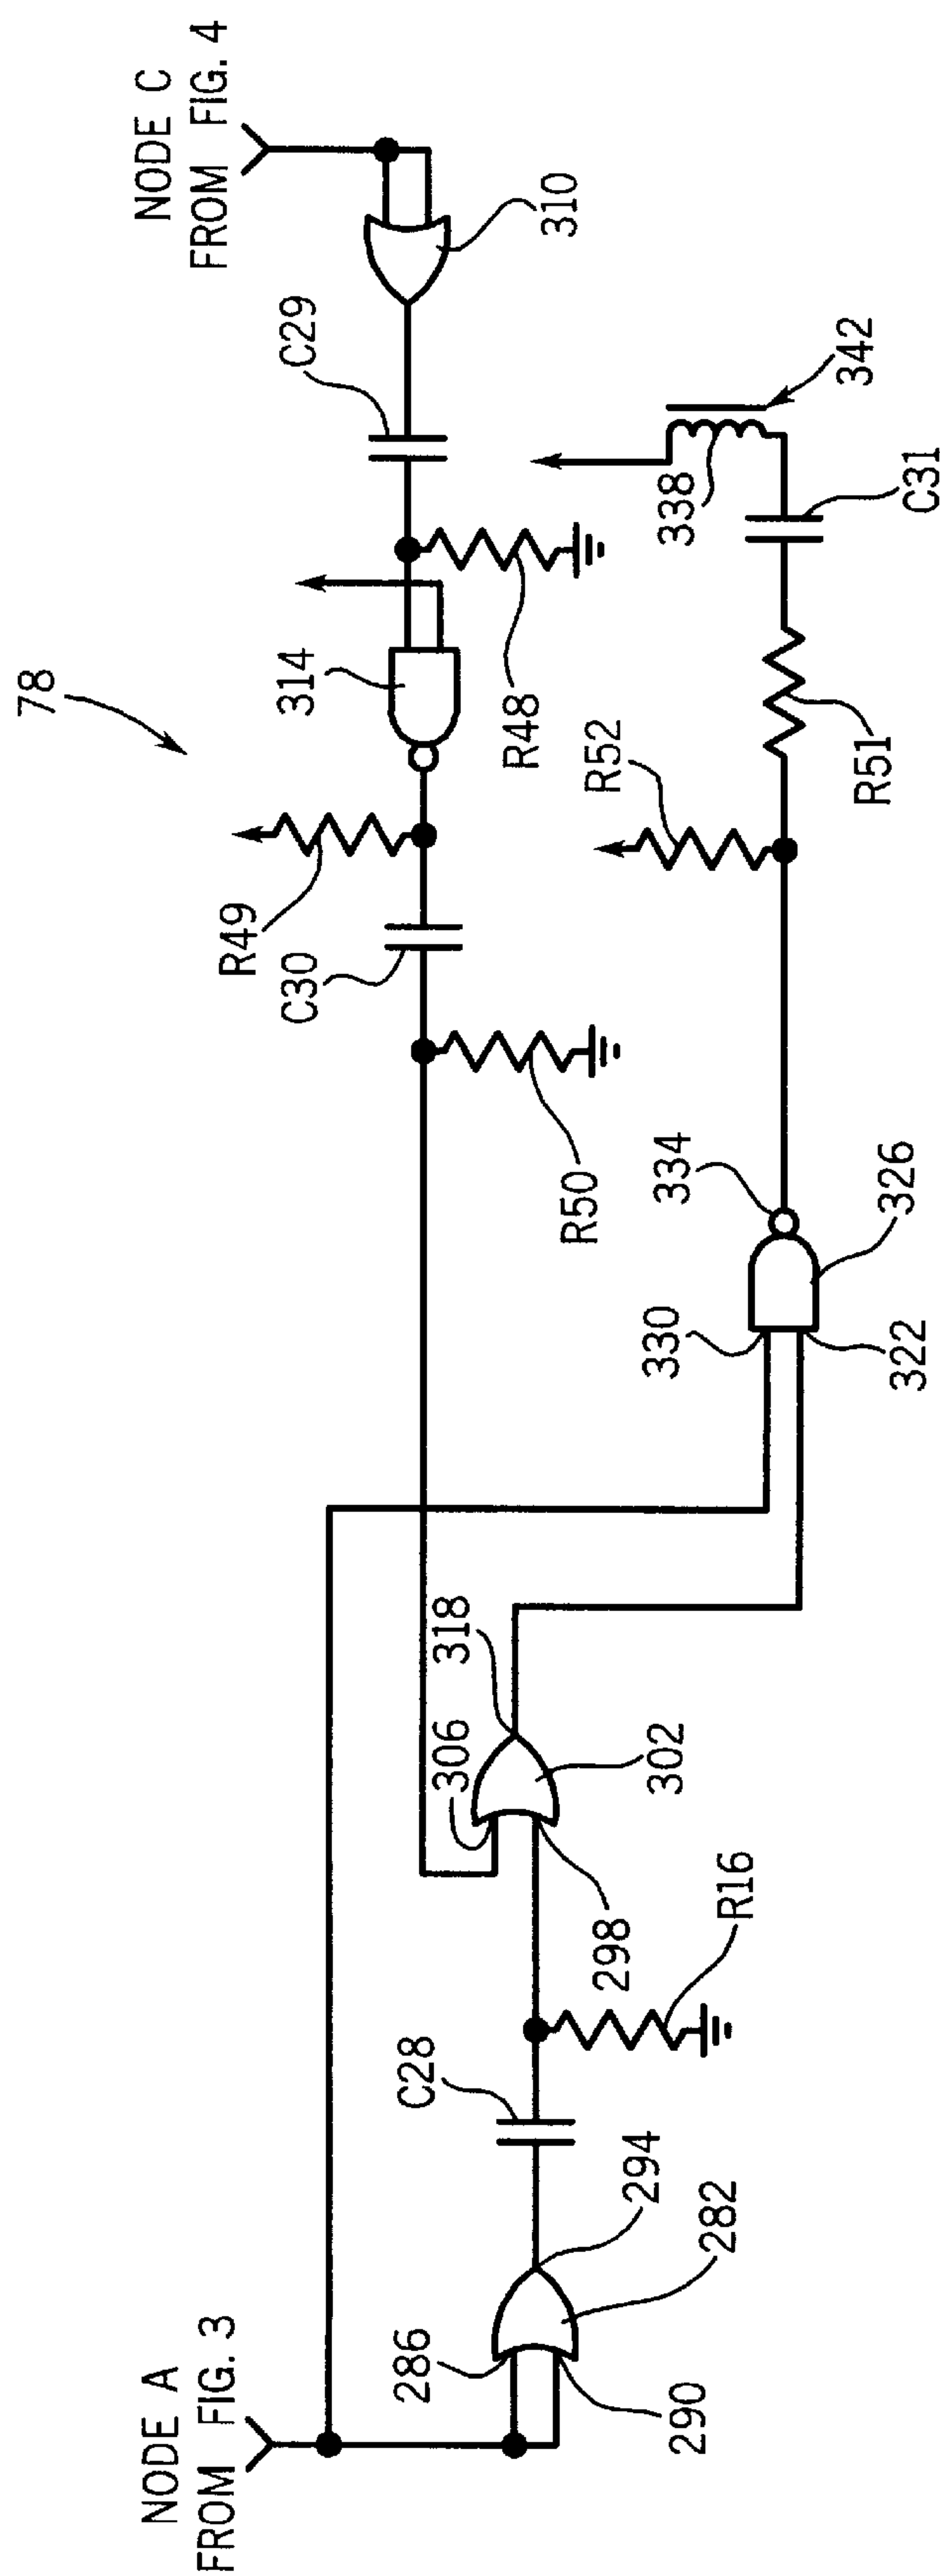 78
NODE A
FROM FIG. 3
NODE C
FROM FIG. 4
286
290
294
282
C28
R16
298
306
318
302
R50
C30
R49
314
R48
C29
310
330
322
334
326
R52
R51
338
C31
342